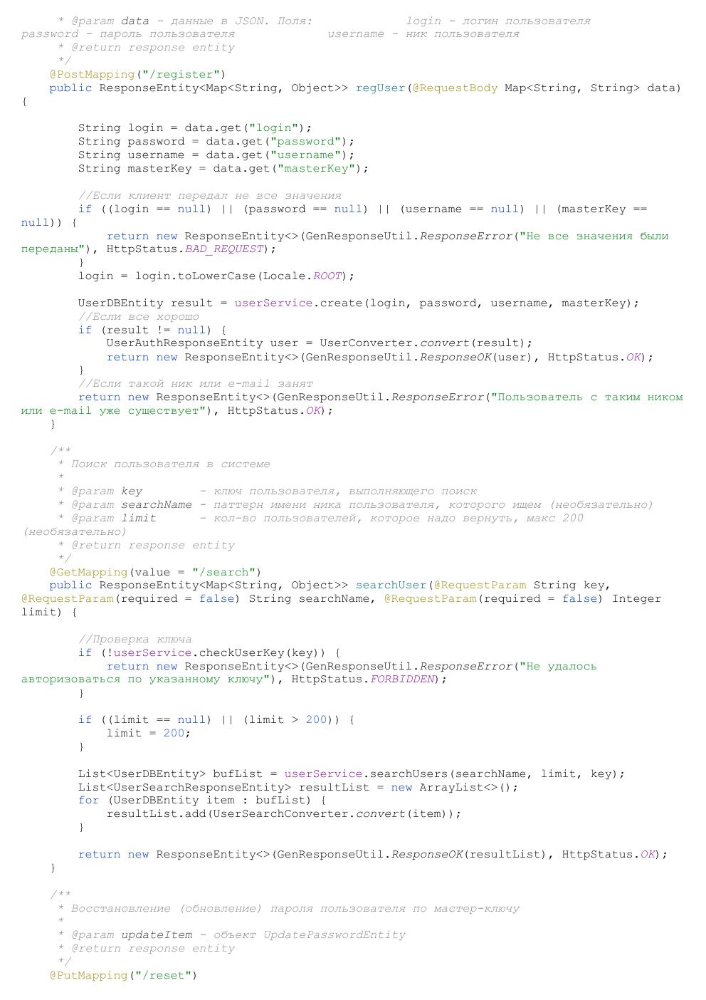 * @param data - данные в JSON. Поля:             login - логин пользователя
password - пароль пользователя             username - ник пользователя
     * @return response entity
     */
    @PostMapping("/register")
    public ResponseEntity<Map<String, Object>> regUser(@RequestBody Map<String, String> data)
{

        String login = data.get("login");
        String password = data.get("password");
        String username = data.get("username");
        String masterKey = data.get("masterKey");

        //Если клиент передал не все значения
        if ((login == null) || (password == null) || (username == null) || (masterKey ==
null)) {
            return new ResponseEntity<>(GenResponseUtil.ResponseError("Не все значения были
переданы"), HttpStatus.BAD_REQUEST);
        }
        login = login.toLowerCase(Locale.ROOT);

        UserDBEntity result = userService.create(login, password, username, masterKey);
        //Если все хорошо
        if (result != null) {
            UserAuthResponseEntity user = UserConverter.convert(result);
            return new ResponseEntity<>(GenResponseUtil.ResponseOK(user), HttpStatus.OK);
        }
        //Если такой ник или e-mail занят
        return new ResponseEntity<>(GenResponseUtil.ResponseError("Пользователь с таким ником
или e-mail уже существует"), HttpStatus.OK);
    }

    /**
     * Поиск пользователя в системе
     *
     * @param key        - ключ пользователя, выполняющего поиск
     * @param searchName - паттерн имени ника пользователя, которого ищем (необязательно)
     * @param limit      - кол-во пользователей, которое надо вернуть, макс 200
(необязательно)
     * @return response entity
     */
    @GetMapping(value = "/search")
    public ResponseEntity<Map<String, Object>> searchUser(@RequestParam String key,
@RequestParam(required = false) String searchName, @RequestParam(required = false) Integer
limit) {

        //Проверка ключа
        if (!userService.checkUserKey(key)) {
            return new ResponseEntity<>(GenResponseUtil.ResponseError("Не удалось
авторизоваться по указанному ключу"), HttpStatus.FORBIDDEN);
        }

        if ((limit == null) || (limit > 200)) {
            limit = 200;
        }

        List<UserDBEntity> bufList = userService.searchUsers(searchName, limit, key);
        List<UserSearchResponseEntity> resultList = new ArrayList<>();
        for (UserDBEntity item : bufList) {
            resultList.add(UserSearchConverter.convert(item));
        }

        return new ResponseEntity<>(GenResponseUtil.ResponseOK(resultList), HttpStatus.OK);
    }

    /**
     * Восстановление (обновление) пароля пользователя по мастер-ключу
     *
     * @param updateItem - объект UpdatePasswordEntity
     * @return response entity
     */
    @PutMapping("/reset")